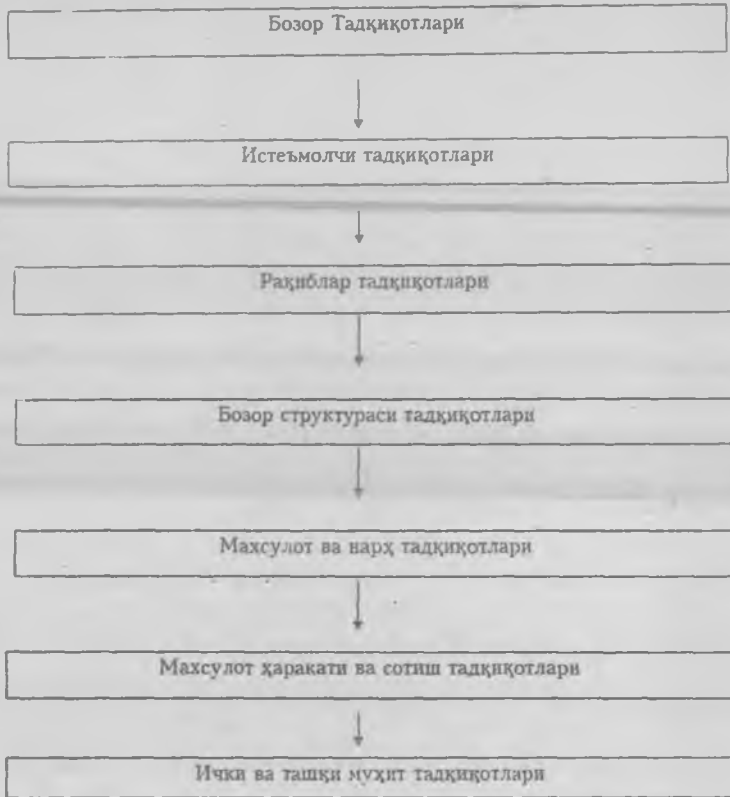 Бозор Тадқиқотлари
Истеъмолчи тадқиқотлари
Рақиблар тадқиқотлари
Бозор структураси тадқиқотлари
Махсулот ва нарҳ тадқиқотлари
Махсулот ҳаракати ва сотиш тадқиқотлари
Ички ва ташқи муҳит тадқиқотлари